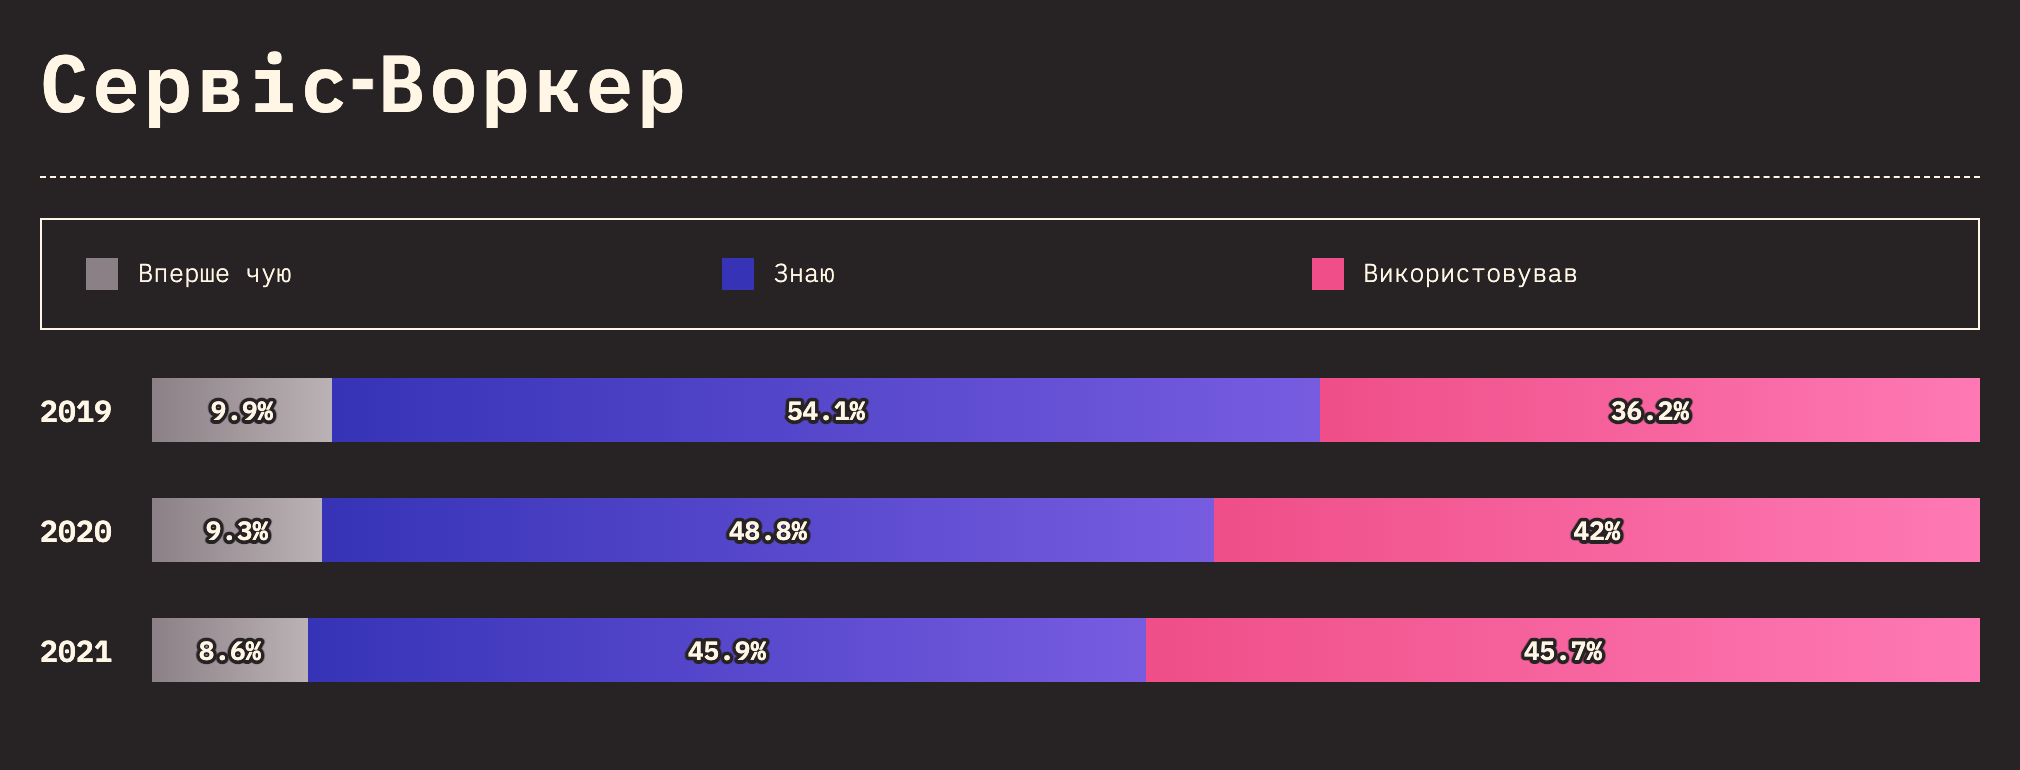 Сервіс-Воркер
Вперше чую Знаю Використовував
2019 9.9% 54.1% 36.2%
2020 9.3% 48.8% 42%
2021 8.6% 45.9% 45.7%